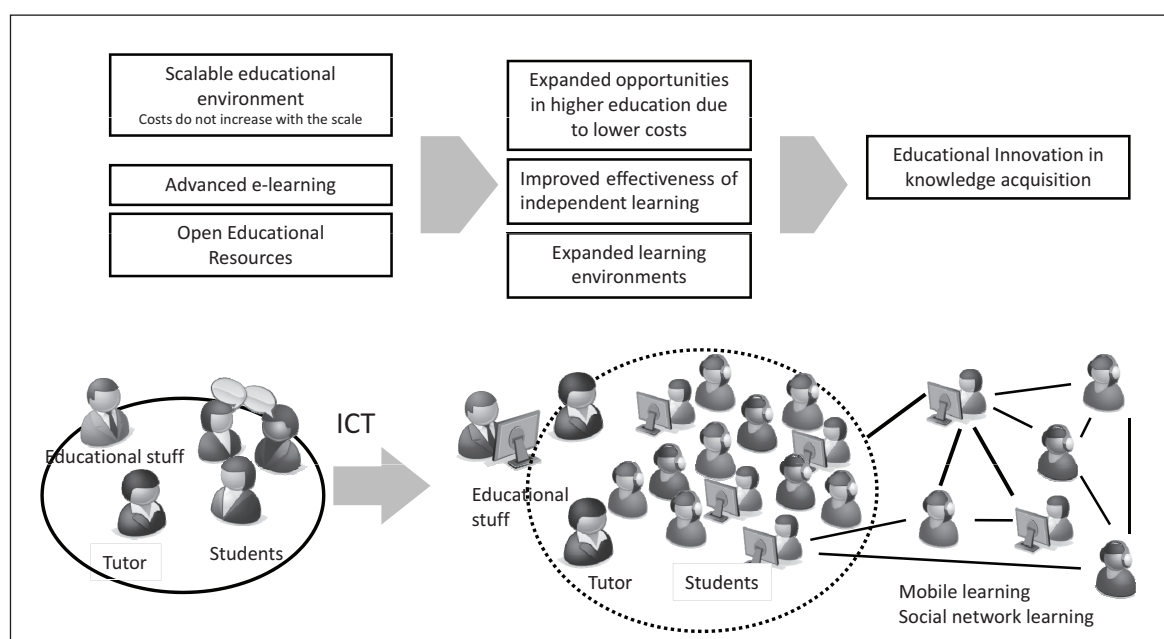 Scalable educational
environment
Costs do not increase with the scale
Advanced e-learning
Open Educational
Resources
Expanded opportunities
in higher education due
to lower costs
Improved effectiveness of
independent learning
Expanded learning
environments
Educational Innovation in
knowledge acquisition
Educational stuff
Tutor
Students
ICT
Educational
stuff
Tutor
Students
Mobile learning
Social network learning